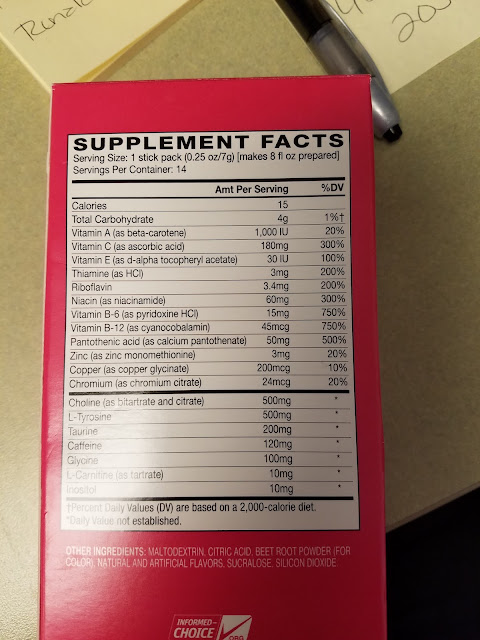 SUPPLEMENT FACTS
Serving Size: 1 stick pack (0.25 oz/7g) [makes 8 fl oz prepared]
Servings Per Container: 14
Amt Per Serving %DV
Calories 15
Total Carbohydrate 4g 1%†
Vitamin A (as beta-carotene) 1,000 IU 20%
Vitamin C (as ascorbic acid) 180mg 300%
Vitamin E (as d-alpha tocopheryl acetate) 30 IU 100%
Thiamine (as HCl) 3mg 200%
Riboflavin 3.4mg 200%
Niacin (as niacinamide) 60mg 300%
Vitamin B-6 (as pyridoxine HCl) 15mg 750%
Vitamin B-12 (as cyanocobalamin) 45mcg 750%
Pantothenic acid (as calcium pantothenate) 50mg 500%
Zinc (as zinc monomethionine) 3mg 20%
Copper (as copper glycinate) 200mcg 10%
Chromium (as chromium citrate) 24mcg 20%
Choline (as bitartrate and citrate) 500mg *
L-Tyrosine 500mg *
Taurine 200mg *
Caffeine 120mg *
Glycine 100mg *
L-Carnitine (as tartrate) 10mg *
Inositol 10mg *
†Percent Daily Values (DV) are based on a 2,000-calorie diet.
*Daily Value not established.
OTHER INGREDIENTS: MALTODEXTRIN, CITRIC ACID, BEET ROOT POWDER (FOR
COLOR), NATURAL AND ARTIFICIAL FLAVORS, SUCRALOSE, SILICON DIOXIDE.
INFORMED–
CHOICE
.ORG